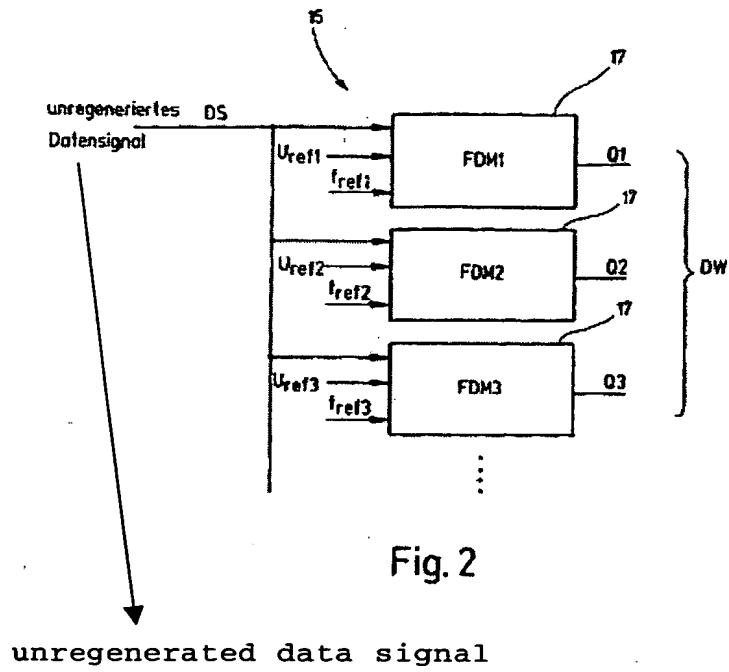 15
17
unregeneriertes DS
Datensignal
FDM1
Uref1
fref1
Q1
17
FDM2
Uref2
fref2
Q2
DW
17
FDM3
Uref3
fref3
Q3
Fig. 2
unregenerated data signal